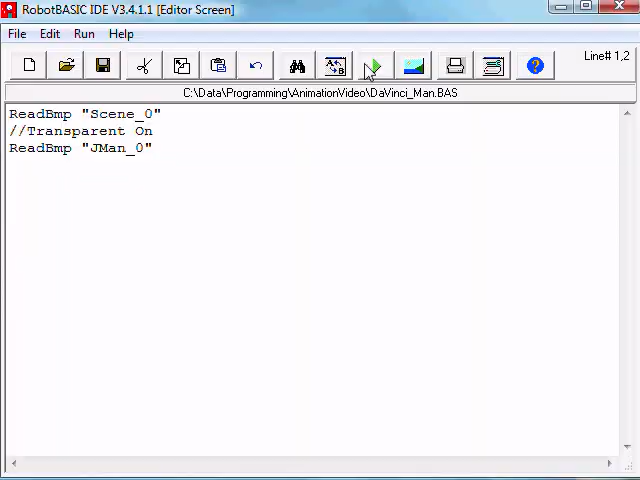 RobotBASIC IDE V3.4.1.1 [Editor Screen]
File Edit Run Help
A B
?
Line# 1,2
C:\Data\Programming\AnimationVideo\DaVinci_Man.BAS
ReadBmp "Scene_0"
//Transparent On
ReadBmp "JMan_0"